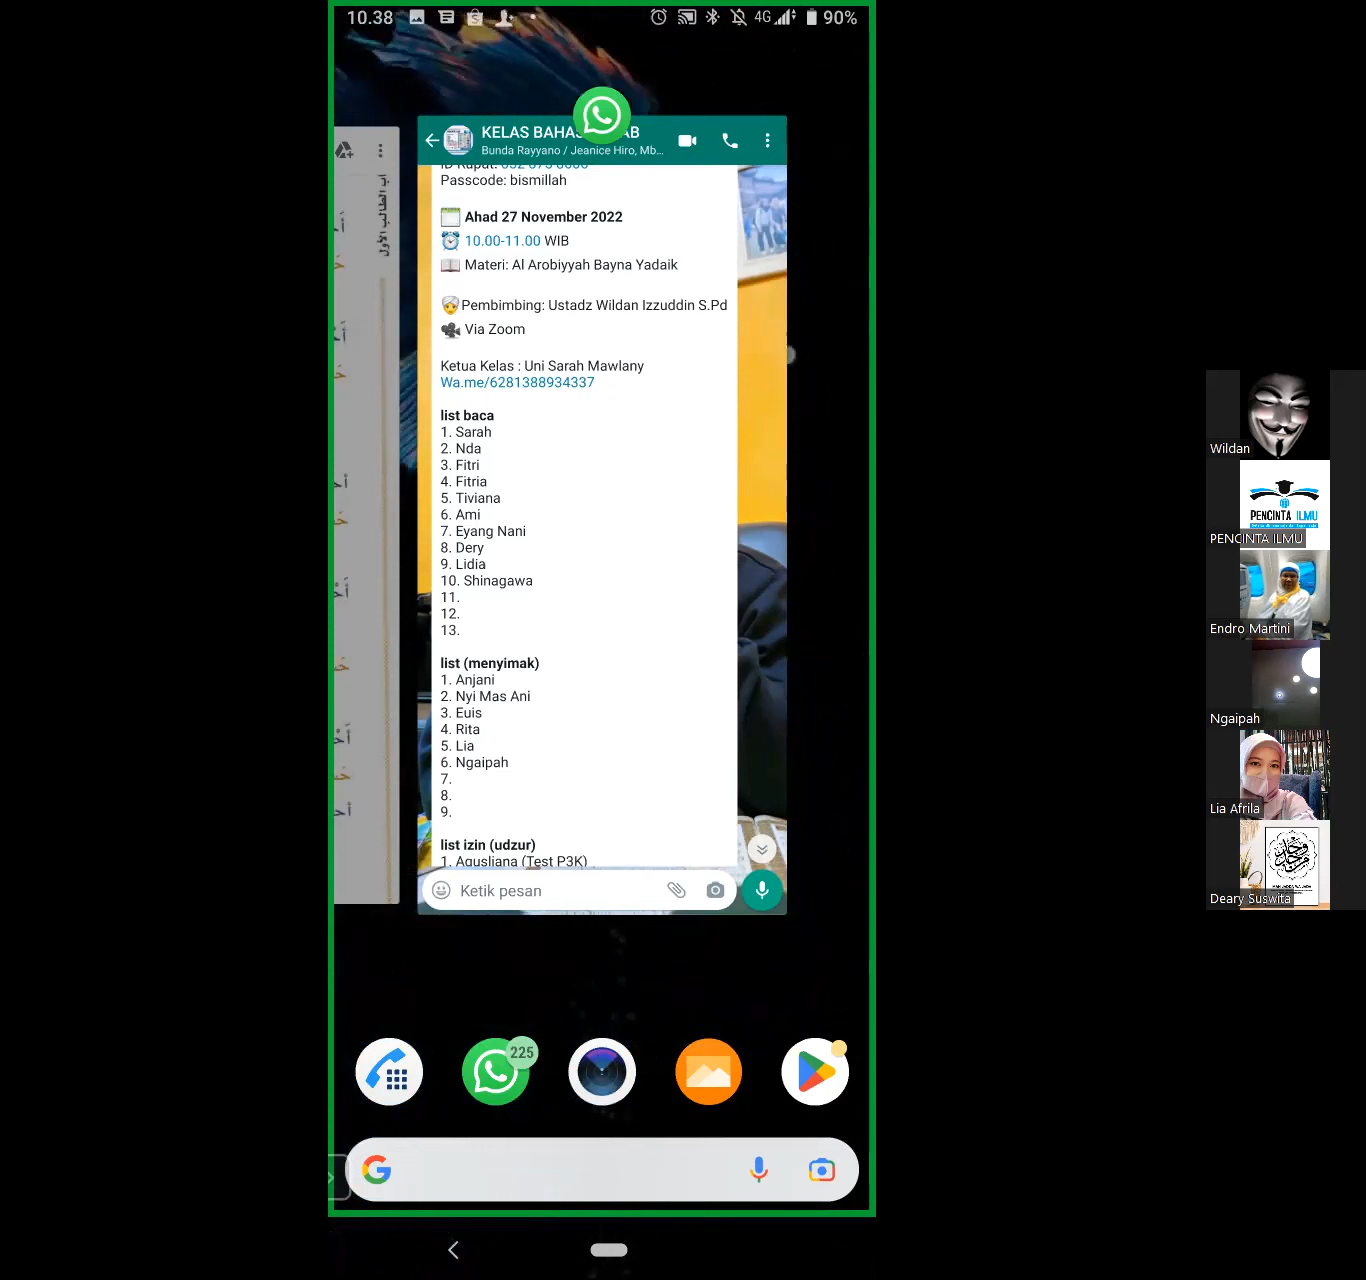 10.38
4G
90%
KELAS BAHAS AB
Bunda Rayyano / Jeanice Hiro, Mb...
Passcode: bismillah
Ahad 27 November 2022
10.00-11.00 WIB
Materi: Al Arobiyyah Bayna Yadaik
Pembimbing: Ustadz Wildan Izzuddin S.Pd
Via Zoom
Ketua Kelas : Uni Sarah Mawlany
Wa.me/6281388934337
list baca
1. Sarah
2. Nda
3. Fitri
4. Fitria
5. Tiviana
6. Ami
7. Eyang Nani
8. Dery
9. Lidia
10. Shinagawa
11.
12.
13.
list (menyimak)
1. Anjani
2. Nyi Mas Ani
3. Euis
4. Rita
5. Lia
6. Ngaipah
7.
8.
9.
list izin (udzur)
1. Agusliana (Test P3K)
Ketik pesan
225
Wildan
PENCINTA ILMU
PENCINTA ILMU
Endro Martini
Ngaipah
Lia Afrila
Deary Suswita